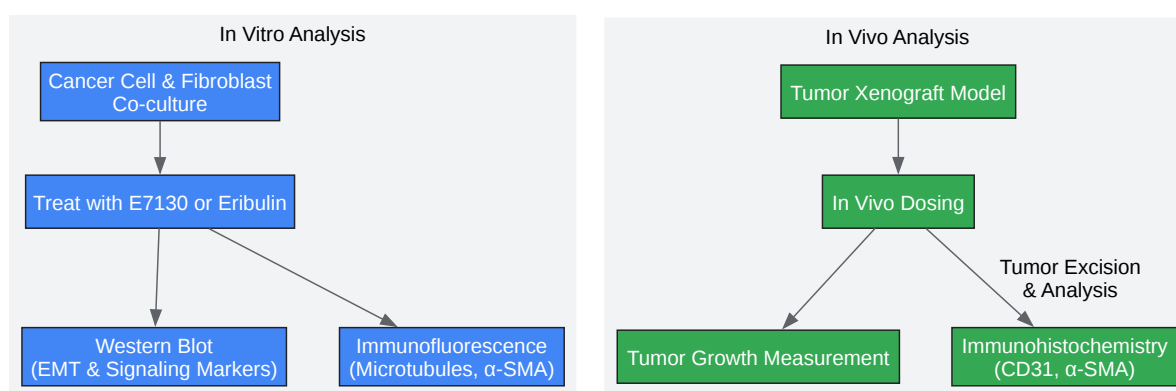 In Vitro Analysis
Cancer Cell & Fibroblast
Co-culture
Treat with E7130 or Eribulin
Western Blot
(EMT & Signaling Markers)
Immunofluorescence
(Microtubules, α-SMA)
In Vivo Analysis
Tumor Xenograft Model
In Vivo Dosing
Tumor Excision
& Analysis
Tumor Growth Measurement
Immunohistochemistry
(CD31, α-SMA)